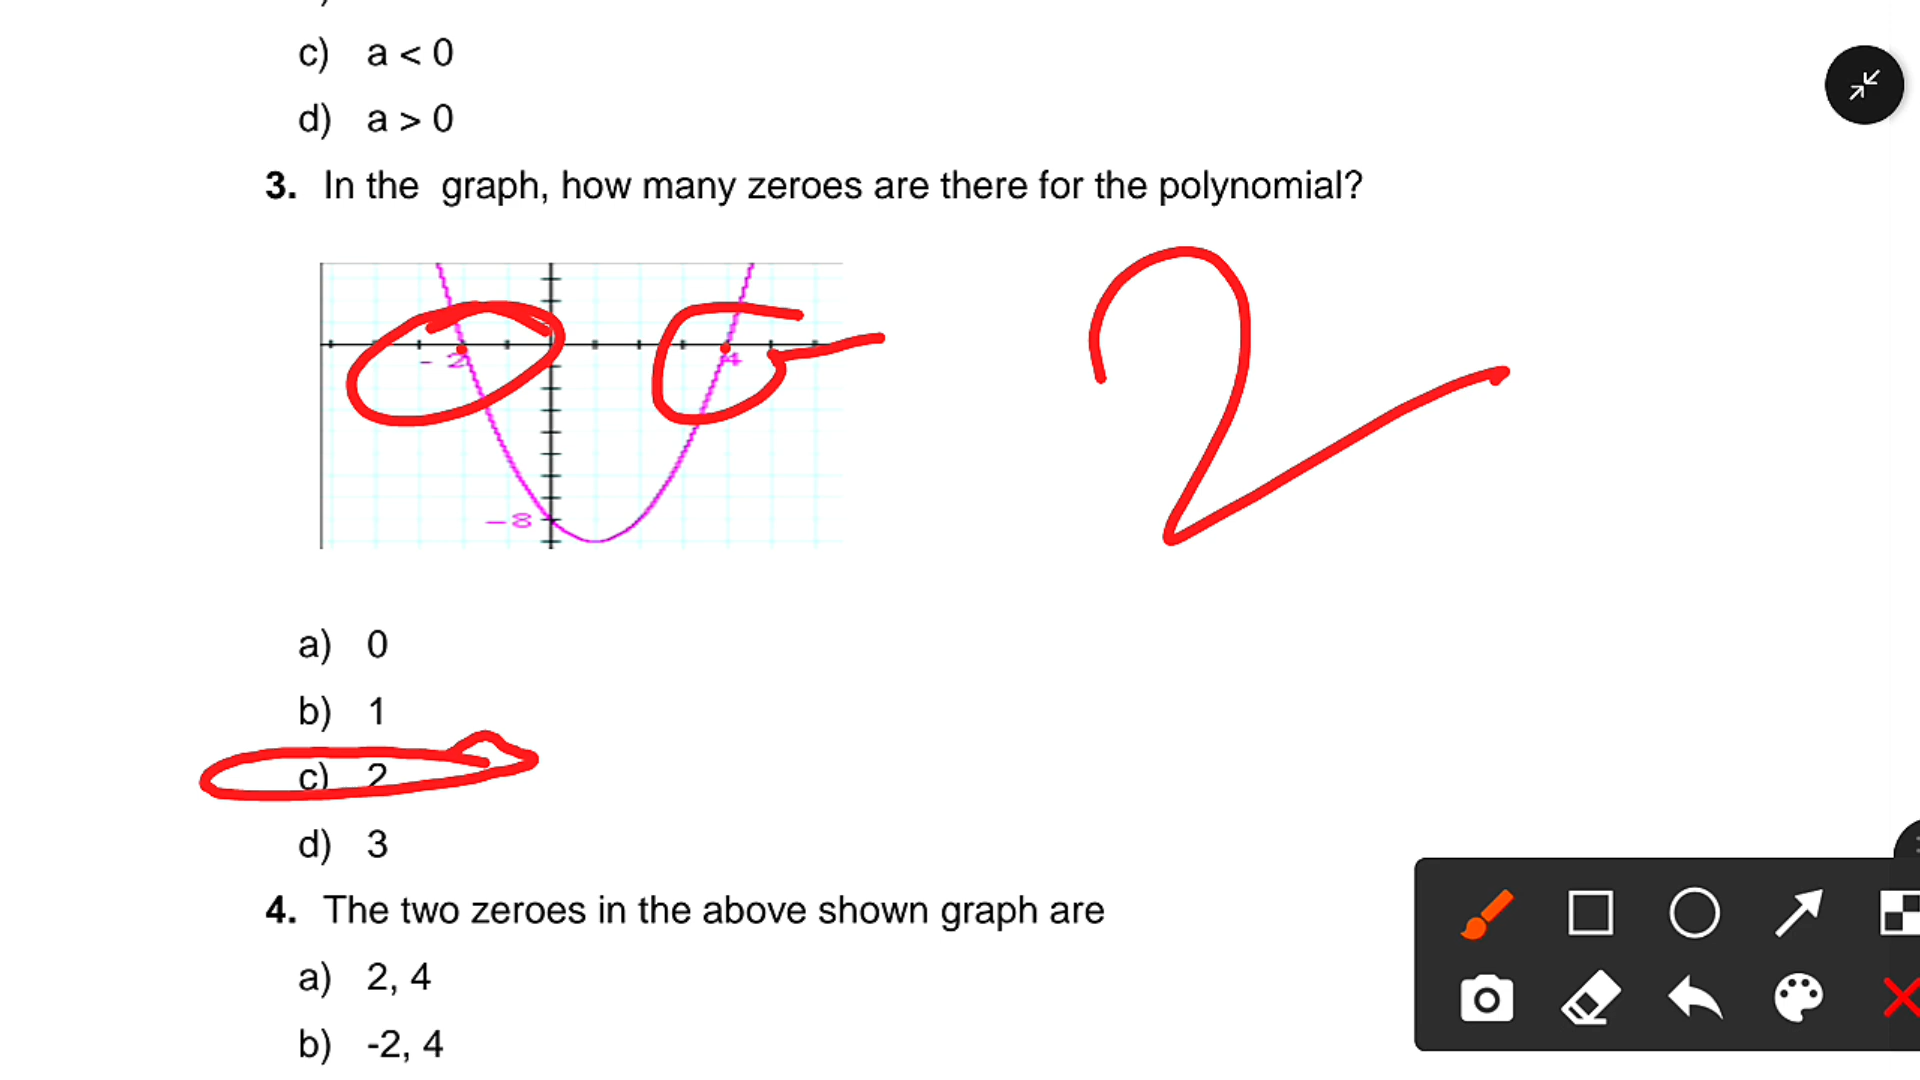 c) a < 0
d) a > 0
3. In the graph, how many zeroes are there for the polynomial?
2
- 2
4
-8
a) 0
b) 1
c) 2
d) 3
4. The two zeroes in the above shown graph are
a) 2, 4
b) -2, 4